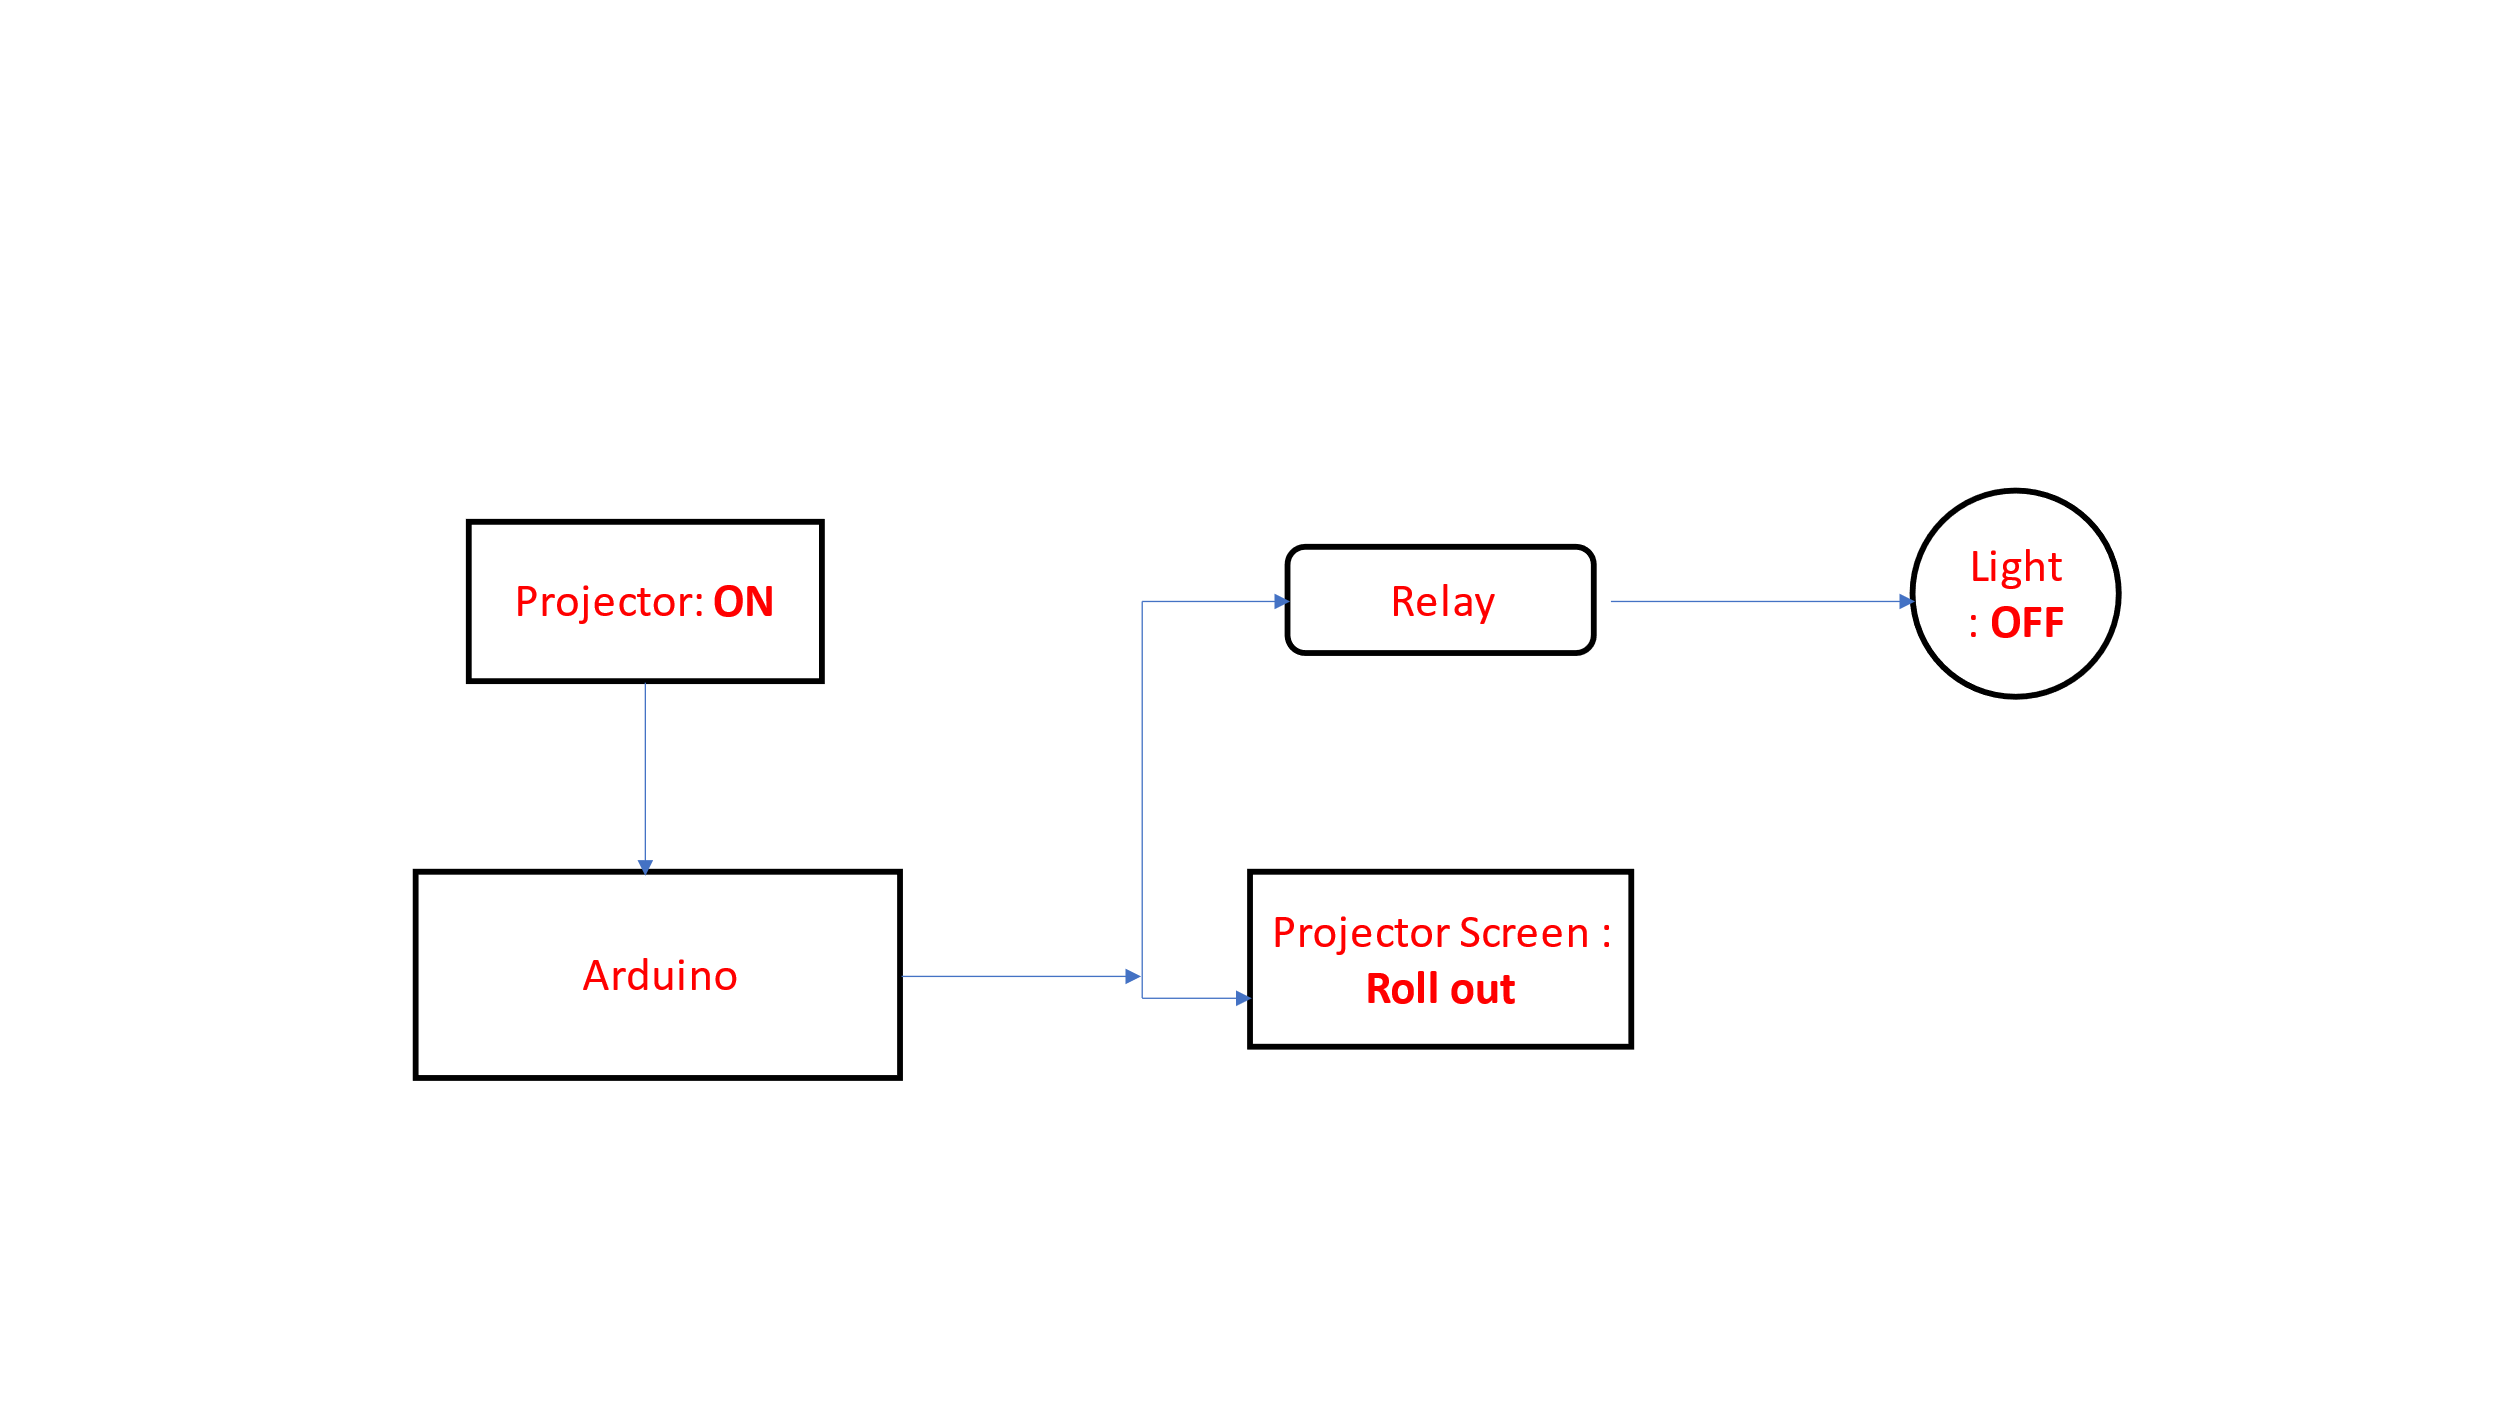 Projector: ON
Relay
Light
: OFF
Arduino
Projector Screen :
Roll out